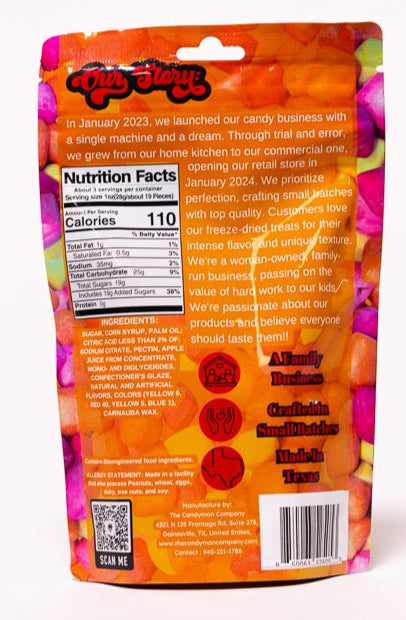 Our Story:
In January 2023, we launched our candy business with
a single machine and a dream. Through trial and error,
we grew from our home kitchen to our commercial one,
opening our retail store in
January 2024. We prioritize
perfection, crafting small batches
with top quality. Customers love
our freeze-dried treats for their
intense flavor and unique texture.
We're a woman-owned, family-
run business, passing on the
value of hard work to our kids.
We're passionate about our
products and believe everyone
should taste them!!
Nutrition Facts
About 3 servings per container
Serving size 1oz(28g/about 19 Pieces)
Amount Per Serving
Calories 110
% Daily Value*
Total Fat 1g 1%
Saturated Fat 0.5g 3%
Sodium 35mg 2%
Total Carbohydrate 25g 9%
Total Sugars 19g
Includes 19g Added Sugars 38%
Protein 0g
INGREDIENTS:
SUGAR, CORN SYRUP, PALM OIL;
CITRIC ACID LESS THAN 2% OF:
SODIUM CITRATE, PECTIN, APPLE
JUICE FROM CONCENTRATE,
MONO- AND DIGLYCERIDES,
CONFECTIONER'S GLAZE,
NATURAL AND ARTIFICIAL
FLAVORS, COLORS (YELLOW 6,
RED 40, YELLOW 5, BLUE 1),
CARNAUBA WAX.
Contain Bioengineered food ingredients.
ALLERGY STATEMENT: Made in a facility
that also process Peanuts, wheat, eggs,
dairy, tree nuts, and soy.
A Family
Business
Crafted in
Small Batches
Made In
Texas
SCAN ME
Manufacture by:
The Candyman Company
4321 N I35 Frontage Rd, Suite 275,
Gainesville, TX, United States,
www.thecandymancompany.com
Contact : 940-231-1786